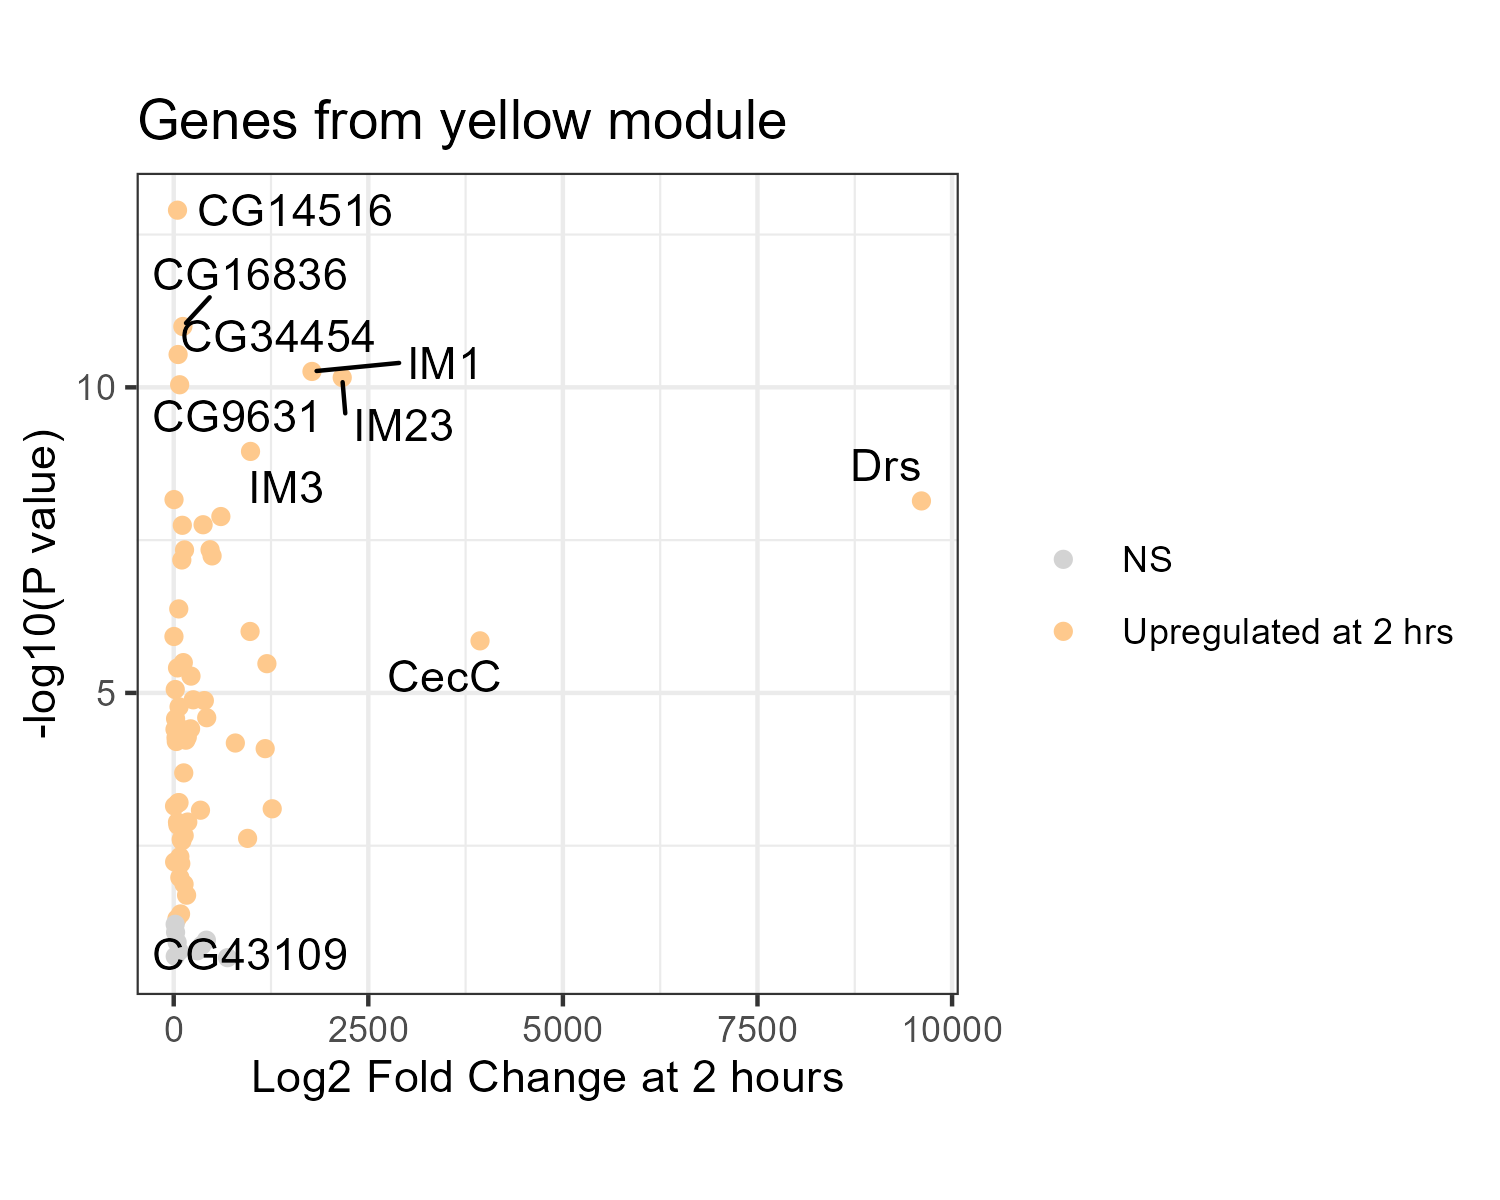 Genes from yellow module
CG14516
CG16836
CG34454
IM1
10
CG9631
IM23
Drs
IM3
-log10(P value)
NS
Upregulated at 2 hrs
CecC
5
CG43109
0
2500
5000
7500
10000
Log2 Fold Change at 2 hours